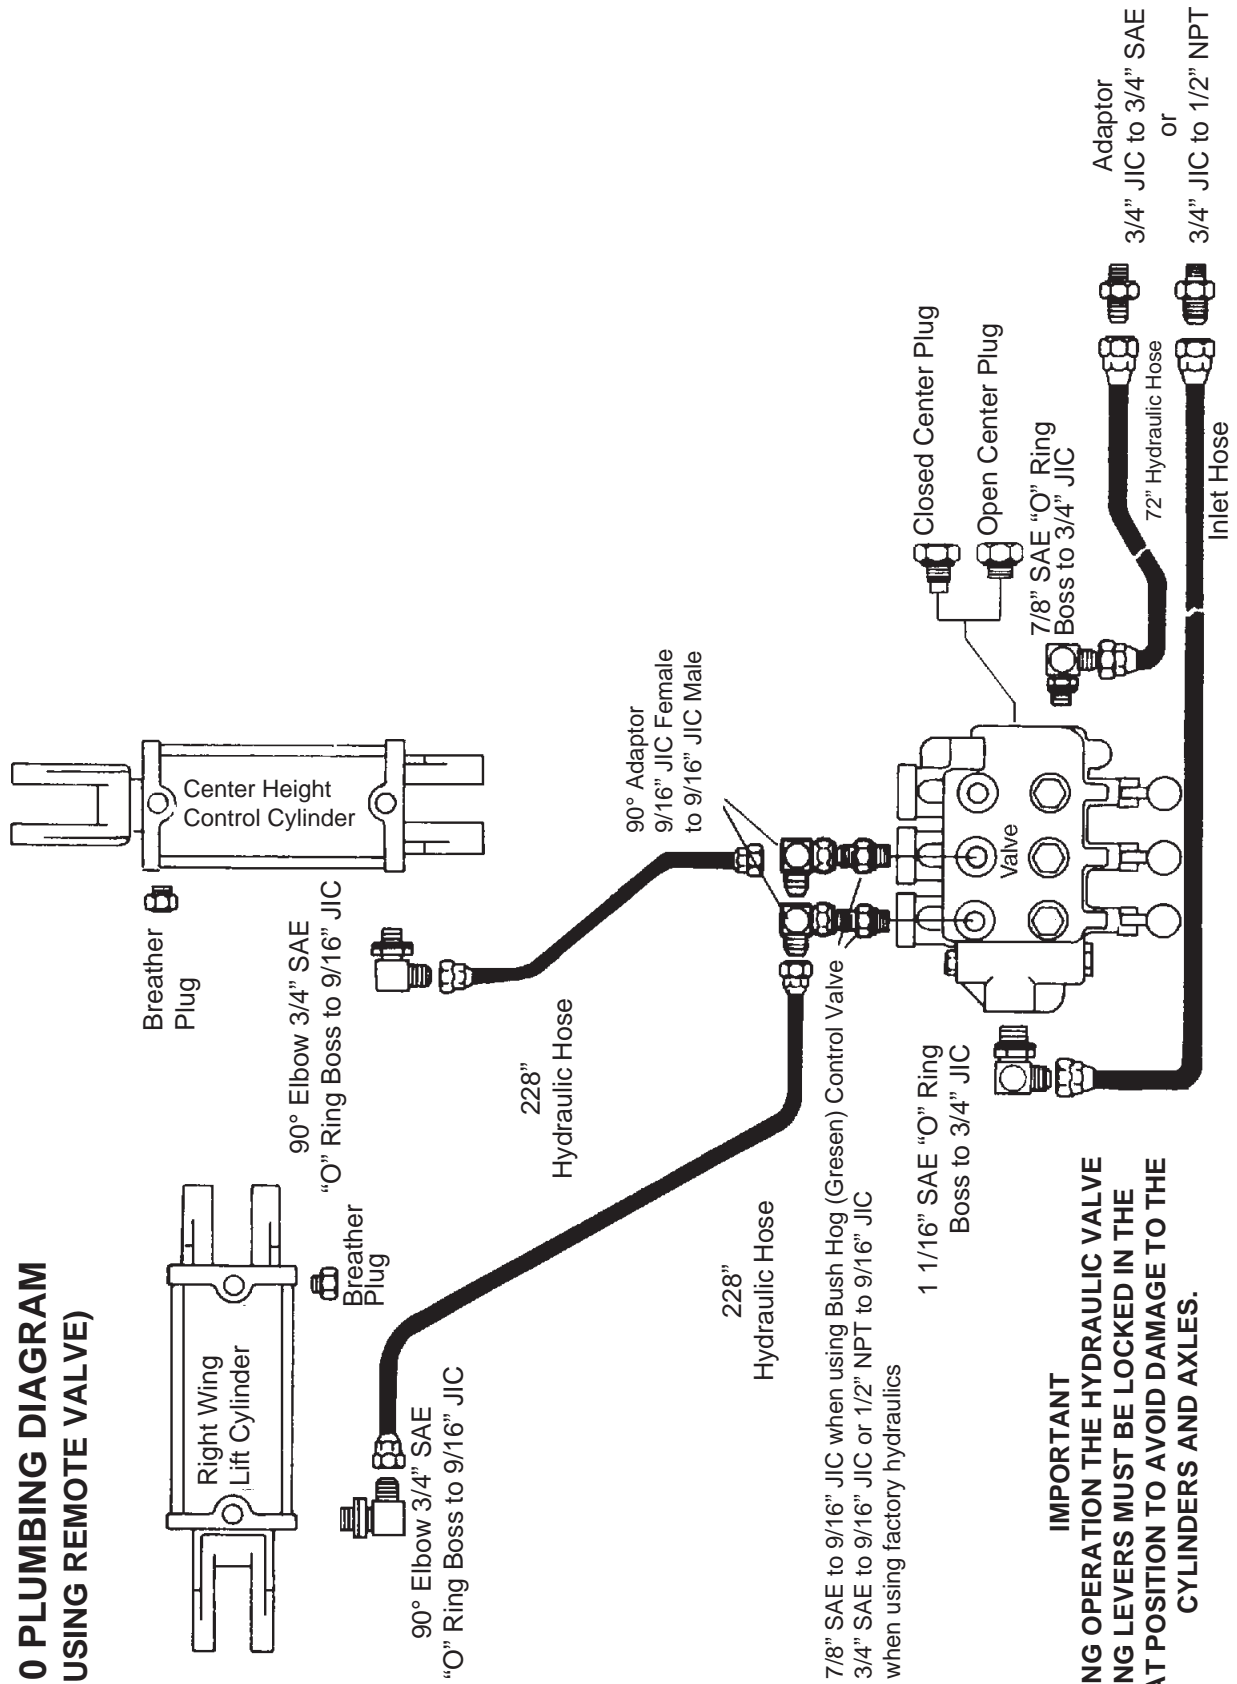 0 PLUMBING DIAGRAM
USING REMOTE VALVE)
Right Wing
Lift Cylinder
Breather
Plug
90° Elbow 3/4” SAE
“O” Ring Boss to 9/16” JIC
Breather
Plug
Center Height
Control Cylinder
90° Elbow 3/4” SAE
“O” Ring Boss to 9/16” JIC
228”
Hydraulic Hose
228”
Hydraulic Hose
90° Adaptor
9/16” JIC Female
to 9/16” JIC Male
7/8” SAE to 9/16” JIC when using Bush Hog (Gresen) Control Valve
3/4” SAE to 9/16” JIC or 1/2” NPT to 9/16” JIC
when using factory hydraulics
1 1/16” SAE “O” Ring
Boss to 3/4” JIC
Valve
Closed Center Plug
Open Center Plug
7/8” SAE “O” Ring
Boss to 3/4” JIC
72” Hydraulic Hose
Inlet Hose
Adaptor
3/4” JIC to 3/4” SAE
or
3/4” JIC to 1/2” NPT
IMPORTANT
NG OPERATION THE HYDRAULIC VALVE
NG LEVERS MUST BE LOCKED IN THE
AT POSITION TO AVOID DAMAGE TO THE
CYLINDERS AND AXLES.